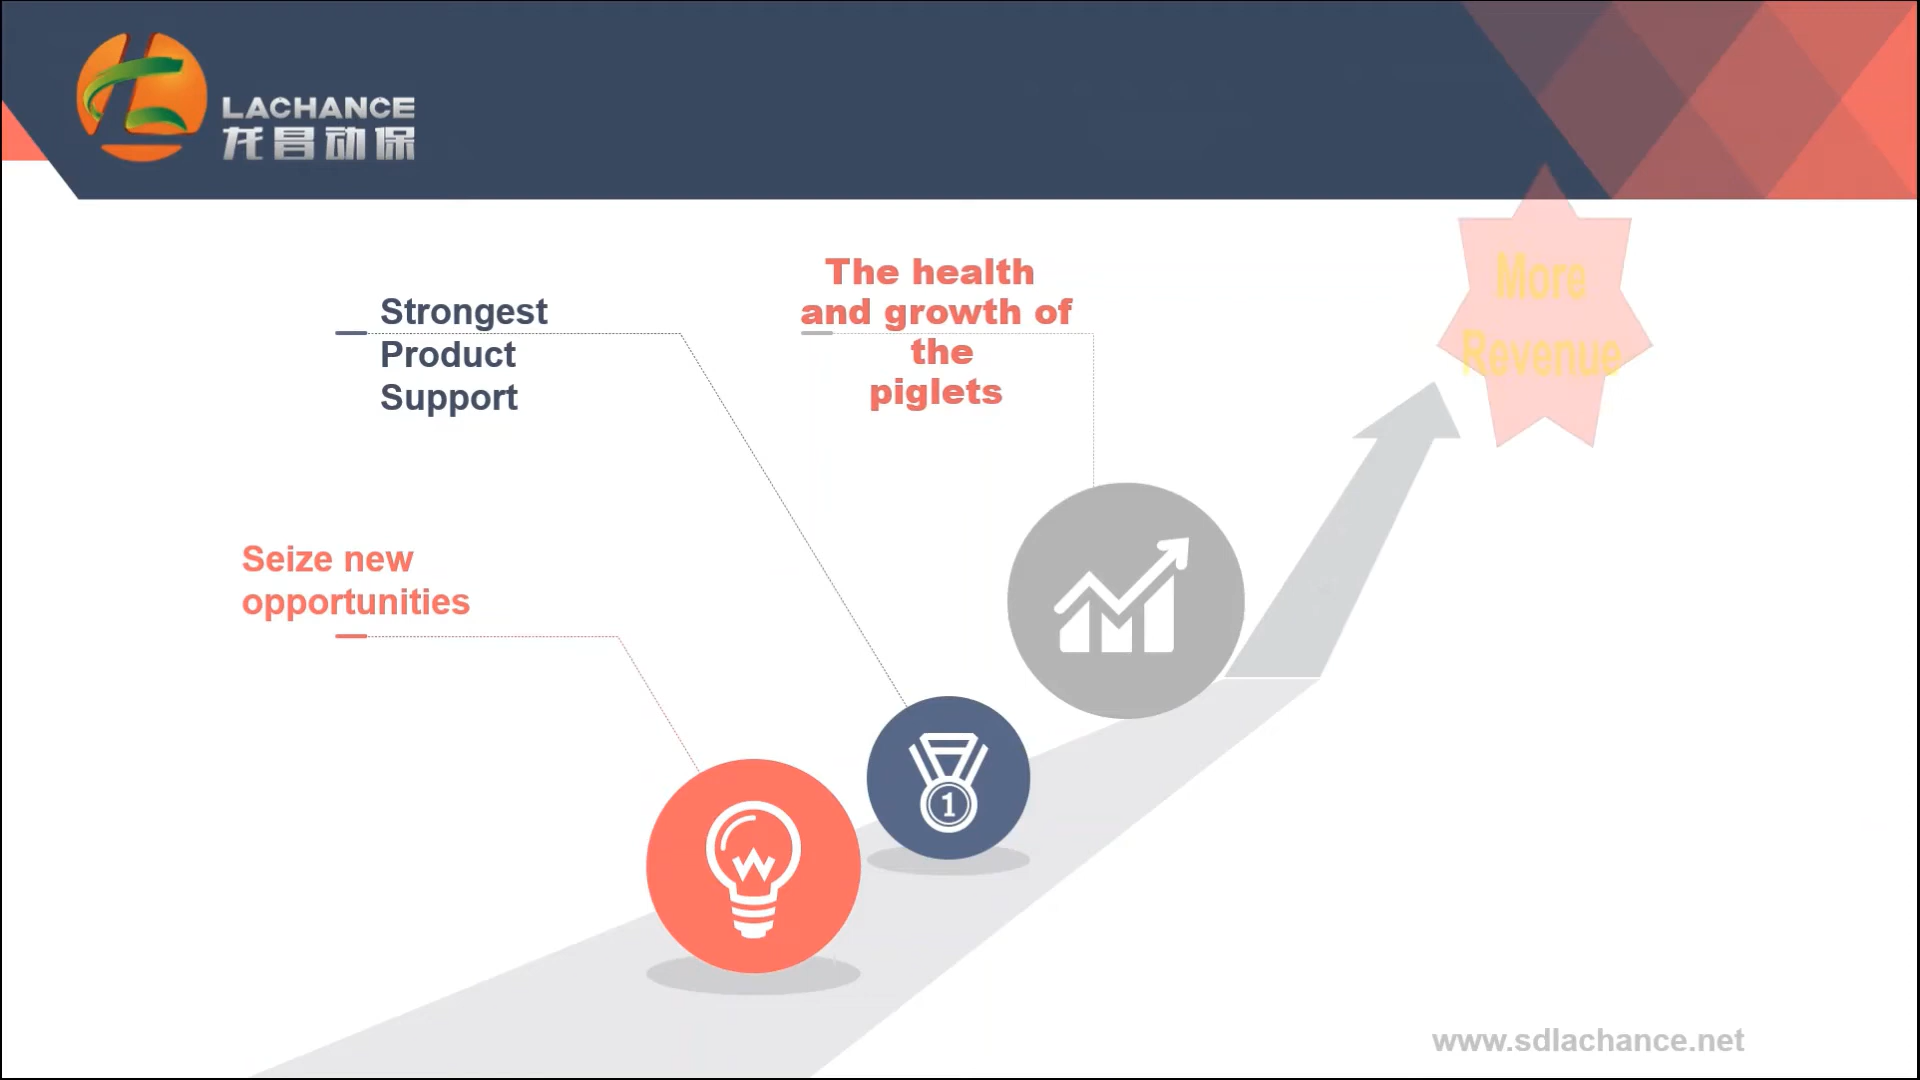 LACHANCE
龙昌动保
Strongest
Product
Support
The health
and growth of
the
piglets
More
Revenue
Seize new
opportunities
1
www.sdlachance.net